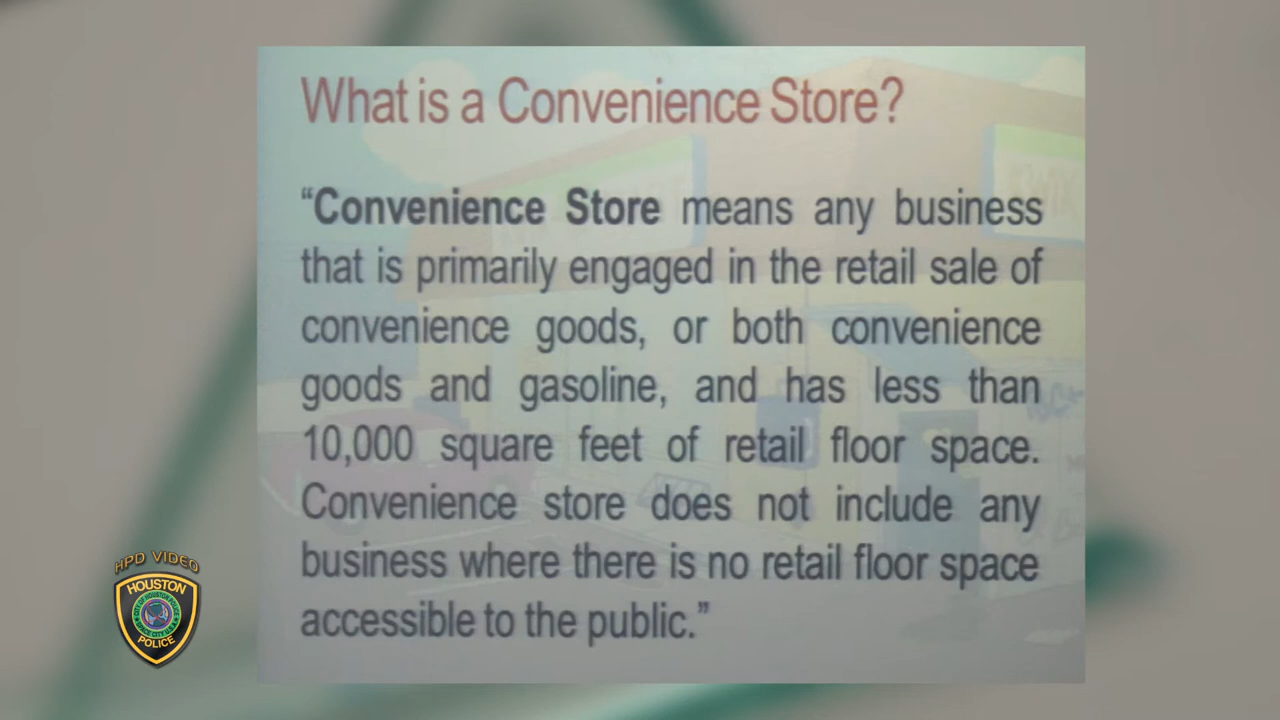 What is a Convenience Store?
“Convenience Store means any business
that is primarily engaged in the retail sale of
convenience goods, or both convenience
goods and gasoline, and has less than
10,000 square feet of retail floor space.
Convenience store does not include any
business where there is no retail floor space
accessible to the public.”
HPD VIDEO
HOUSTON
POLICE